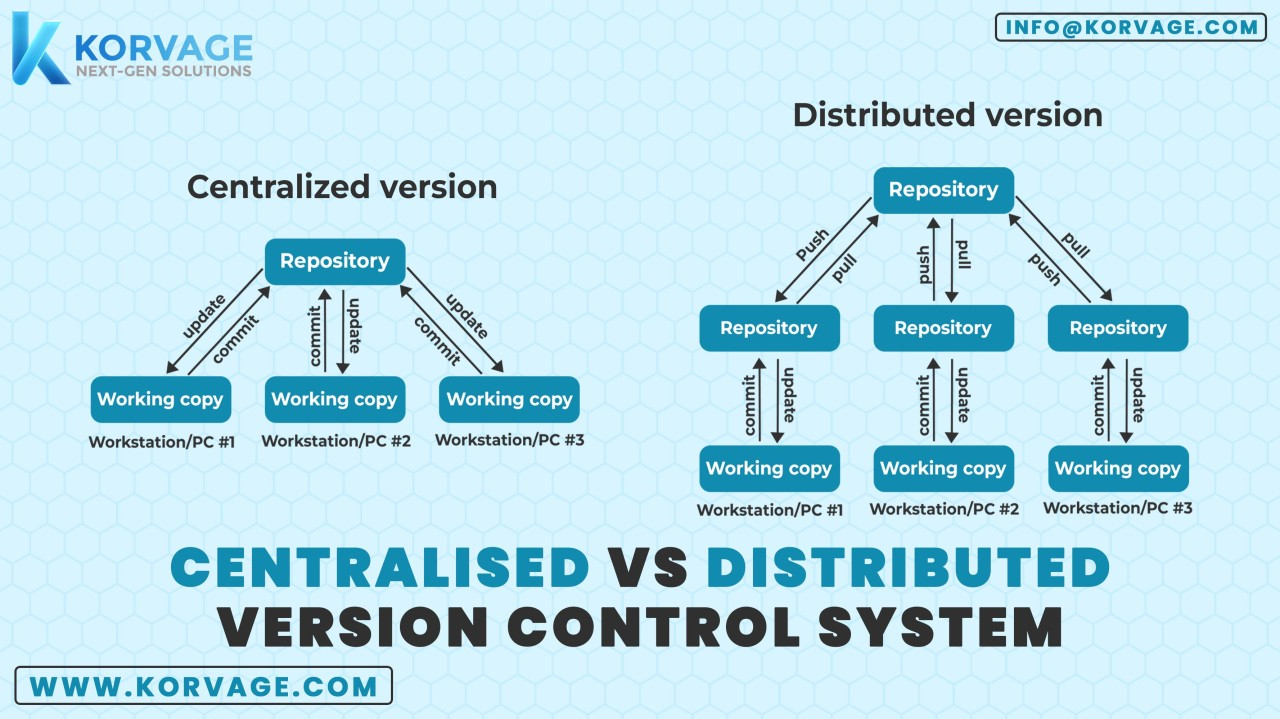 KORVAGE
NEXT-GEN SOLUTIONS
INFO@KORVAGE.COM
Centralized version
Repository
update
commit
commit
update
update
commit
Working copy
Working copy
Working copy
Workstation/PC #1
Workstation/PC #2
Workstation/PC #3
Distributed version
Repository
Push
pull
push
pull
pull
push
Repository
Repository
Repository
commit
update
commit
update
commit
update
Working copy
Working copy
Working copy
Workstation/PC #1
Workstation/PC #2
Workstation/PC #3
CENTRALISED VS DISTRIBUTED
VERSION CONTROL SYSTEM
WWW.KORVAGE.COM